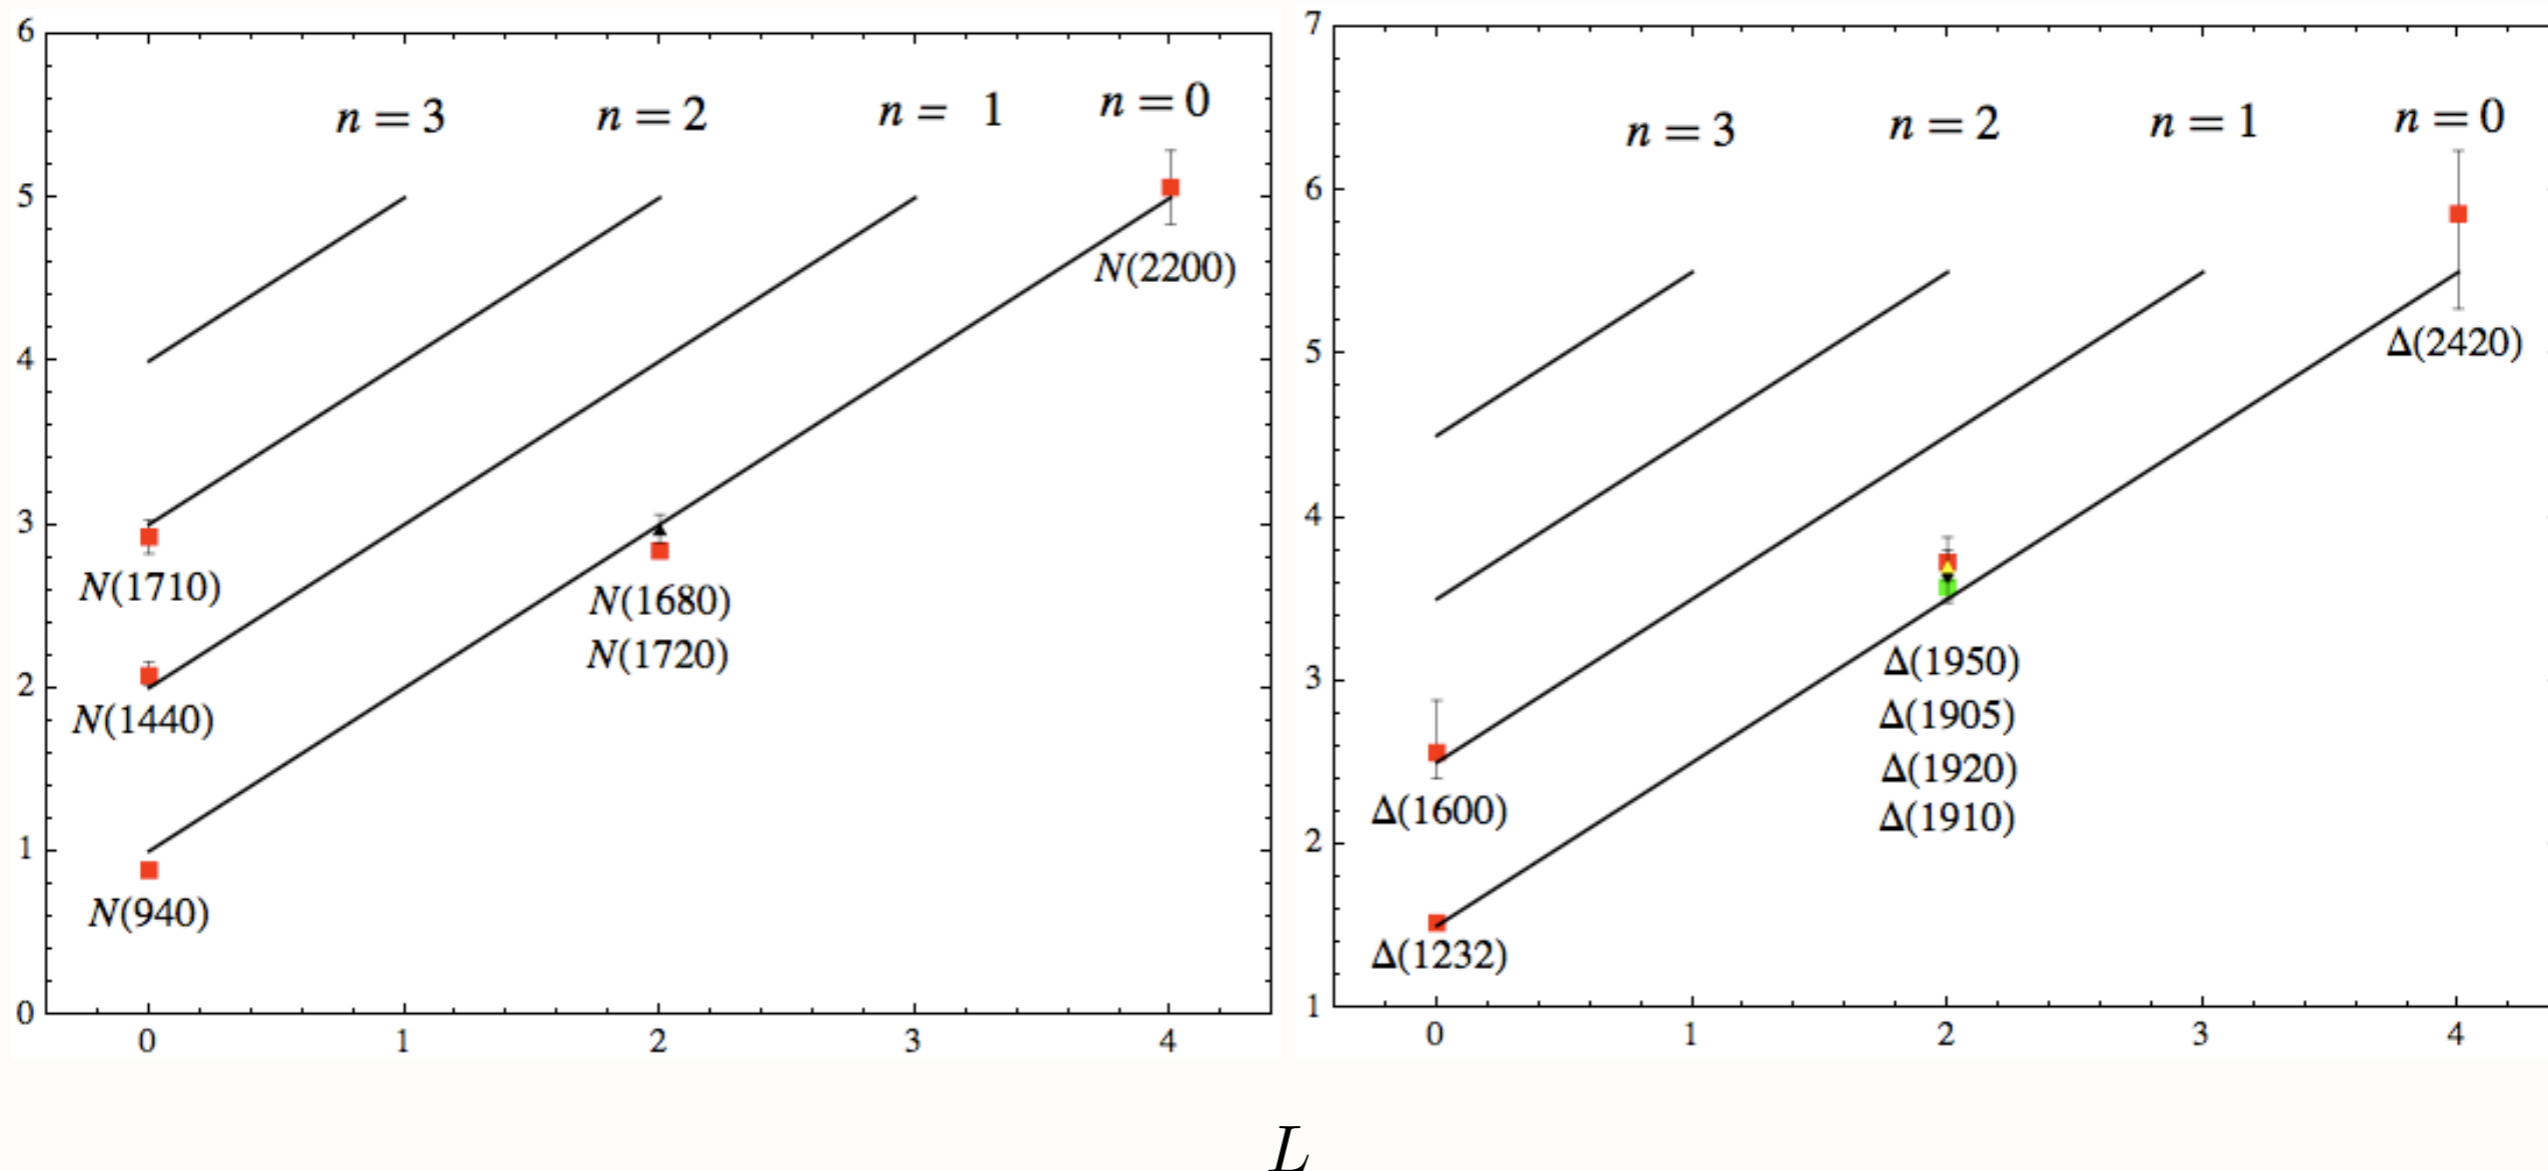 6
n = 3
n = 2
n = 1
n = 0
5
N(2200)
4
3
N(1710)
N(1680)
N(1720)
2
N(1440)
1
N(940)
0
0 1 2 3 4
7
n = 3
n = 2
n = 1
n = 0
6
5
Δ(2420)
4
3
Δ(1950)
Δ(1905)
Δ(1920)
Δ(1910)
Δ(1600)
2
Δ(1232)
1
0 1 2 3 4
L